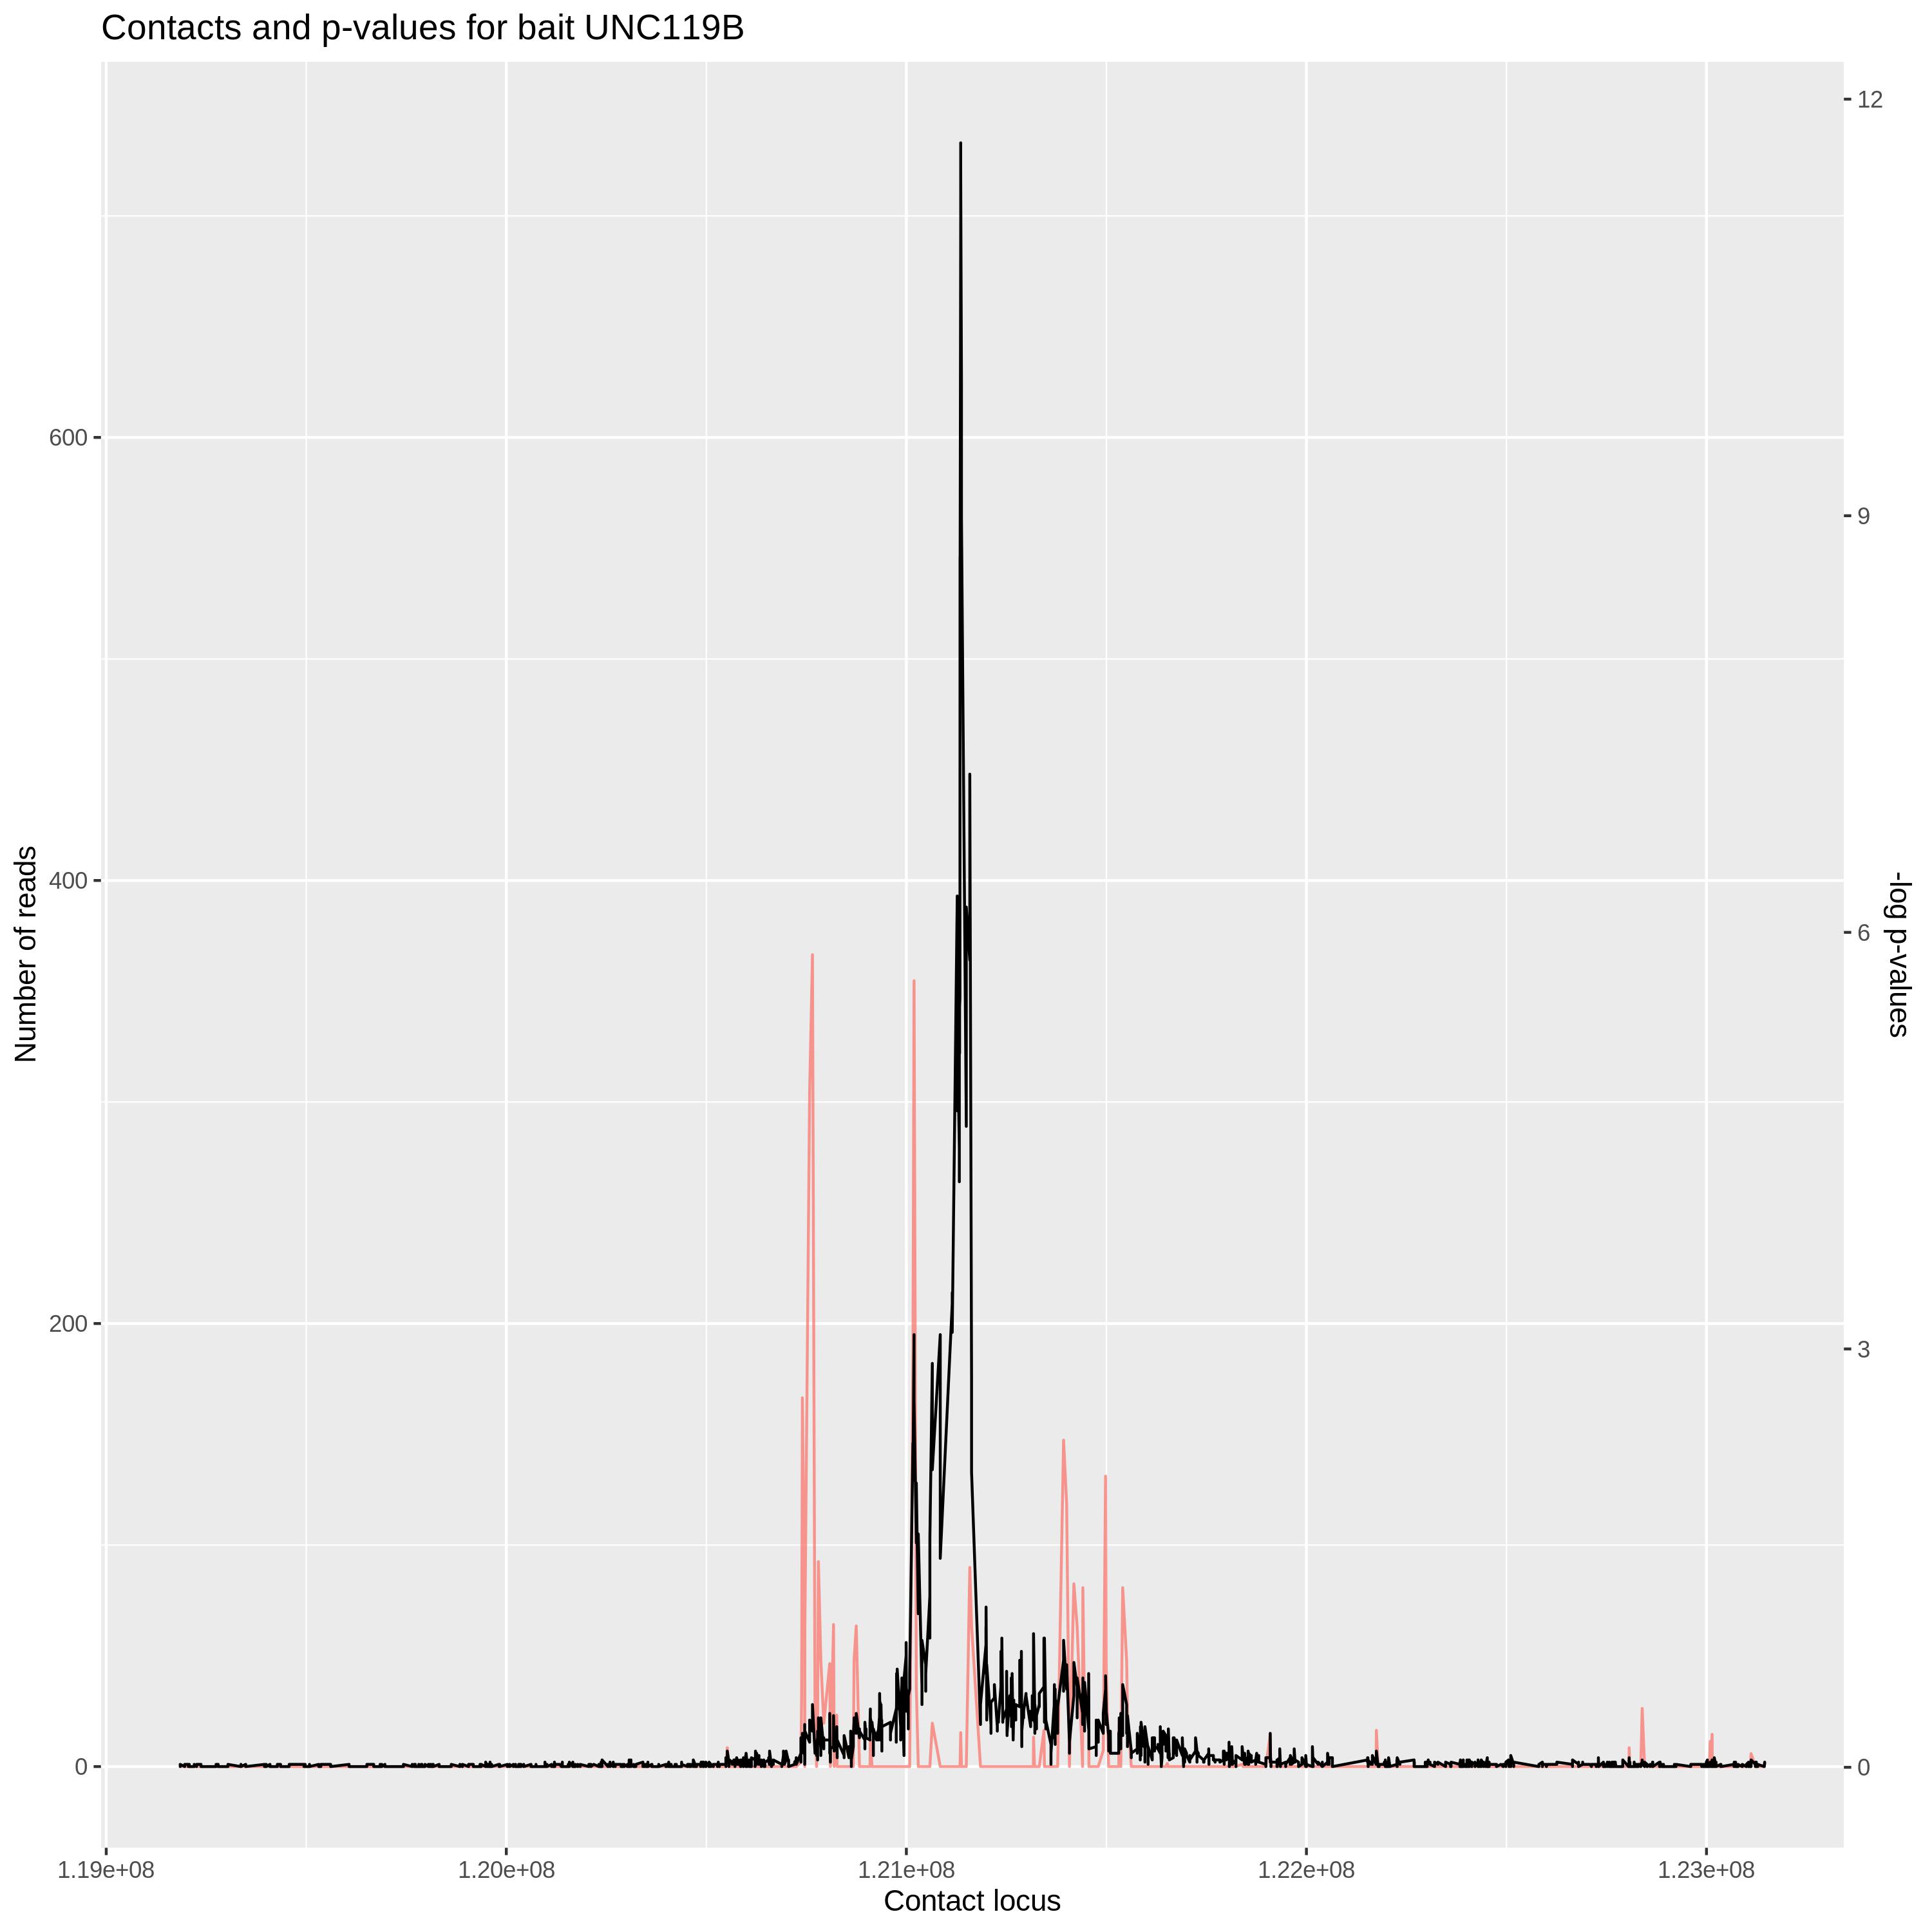 Contacts and p-values for bait UNC119B
12
9
6
3
0
-log p-values
600
400
200
0
Number of reads
1.19e+08
1.20e+08
1.21e+08
1.22e+08
1.23e+08
Contact locus